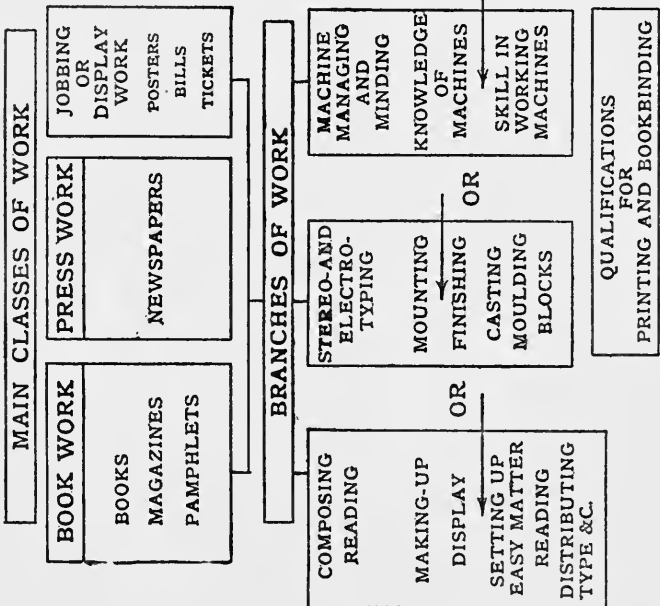 MAIN CLASSES OF WORK
BOOK WORK
BOOKS
MAGAZINES
PAMPHLETS
PRESS WORK
NEWSPAPERS
JOBBING
OR
DISPLAY
WORK
POSTERS
BILLS
TICKETS
BRANCHES OF WORK
COMPOSING
READING
MAKING-UP
DISPLAY
SETTING UP
EASY MATTER
READING
DISTRIBUTING
TYPE &C.
OR
STEREO-AND
ELECTRO-
TYPING
MOUNTING
FINISHING
CASTING
MOULDING
BLOCKS
OR
MACHINE
MANAGING
AND
MINDING
KNOWLEDGE
OF
MACHINES
SKILL IN
WORKING
MACHINES
QUALIFICATIONS
FOR
PRINTING AND BOOKBINDING